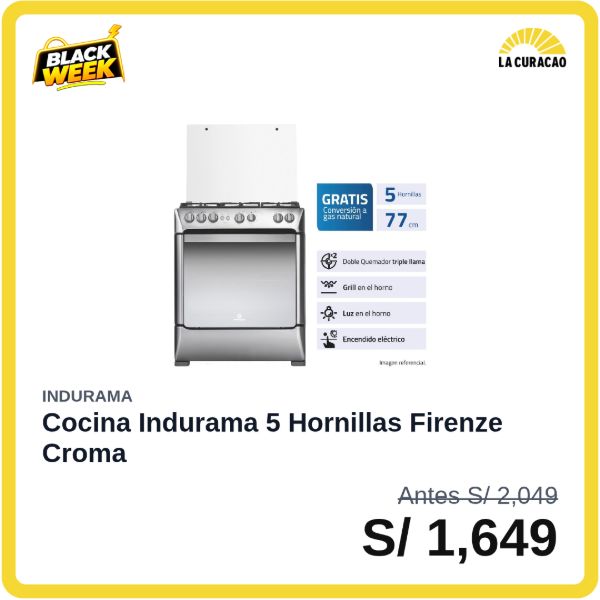 BLACK
WEEK
LA CURACAO
GRATIS
Conversión a
gas natural
5 Hornillas
77 cm
Doble Quemador triple llama
Grill en el horno
Luz en el horno
Encendido eléctrico
Imagen referencial.
INDURAMA
Cocina Indurama 5 Hornillas Firenze
Croma
Antes S/ 2,049
S/ 1,649